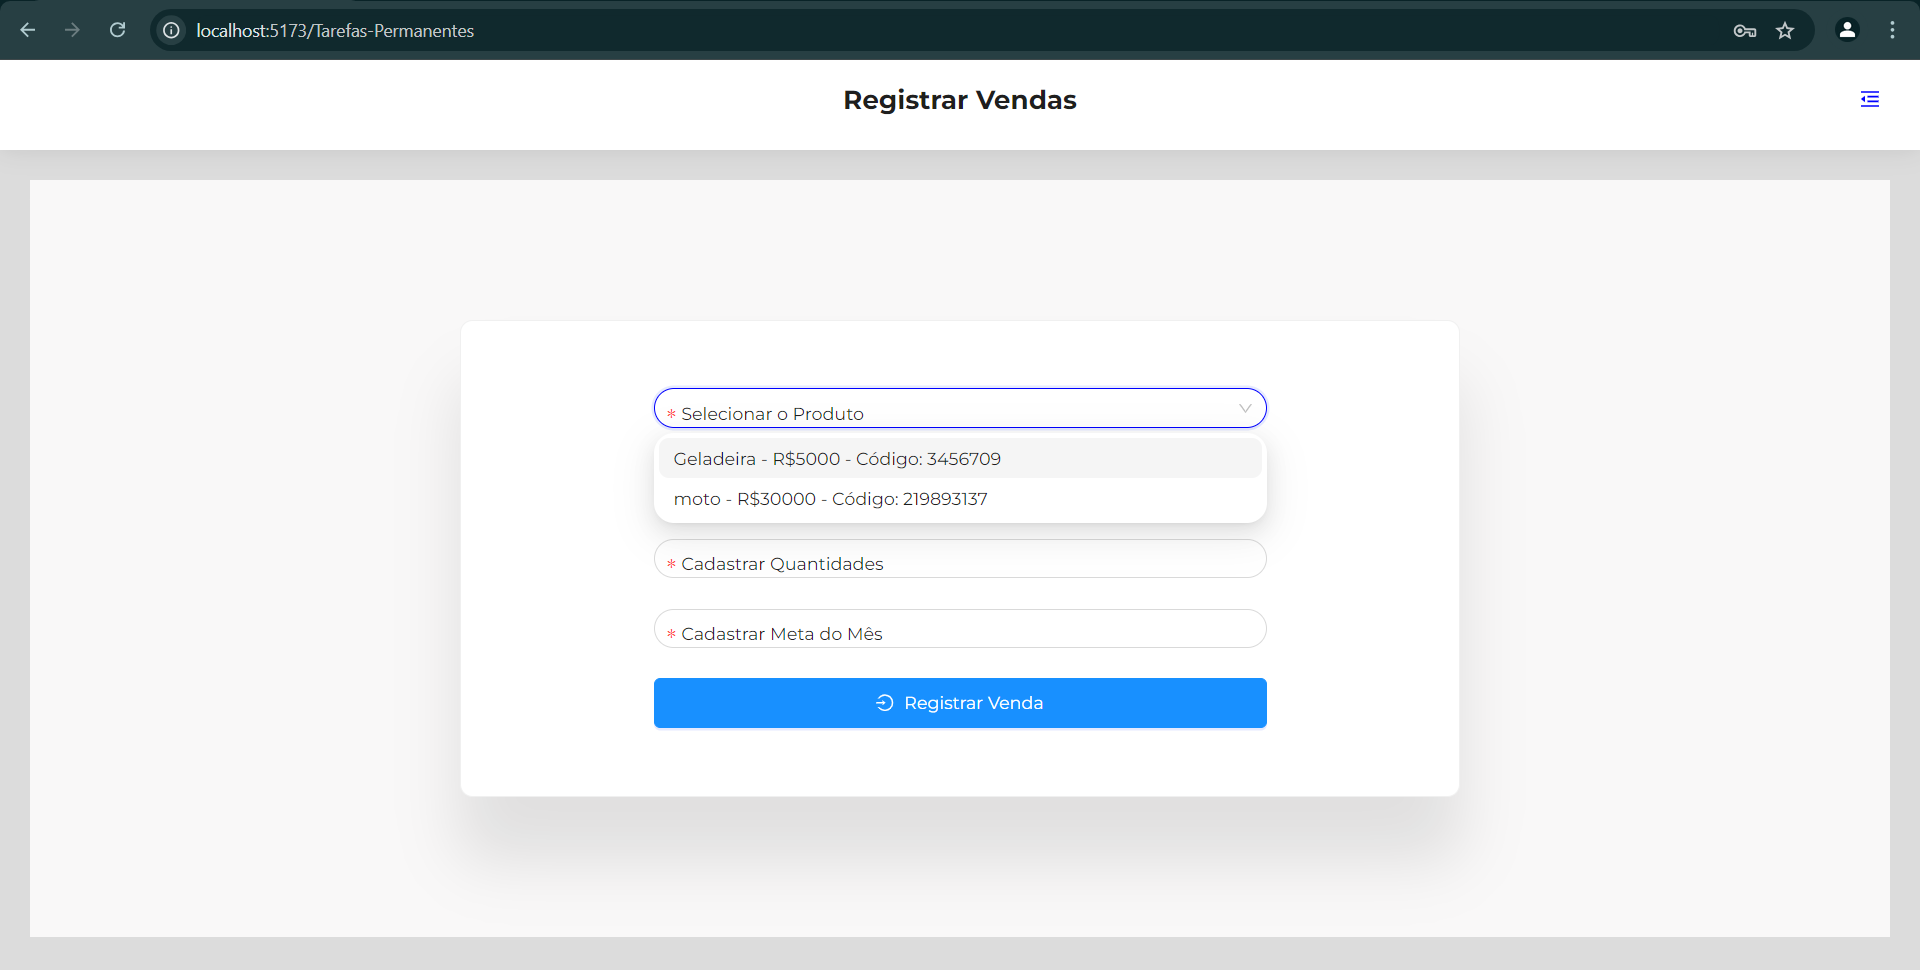 localhost:5173/Tarefas-Permanentes
Registrar Vendas
* Selecionar o Produto
Geladeira - R$5000 - Código: 3456709
moto - R$30000 - Código: 219893137
* Cadastrar Quantidades
* Cadastrar Meta do Mês
Registrar Venda